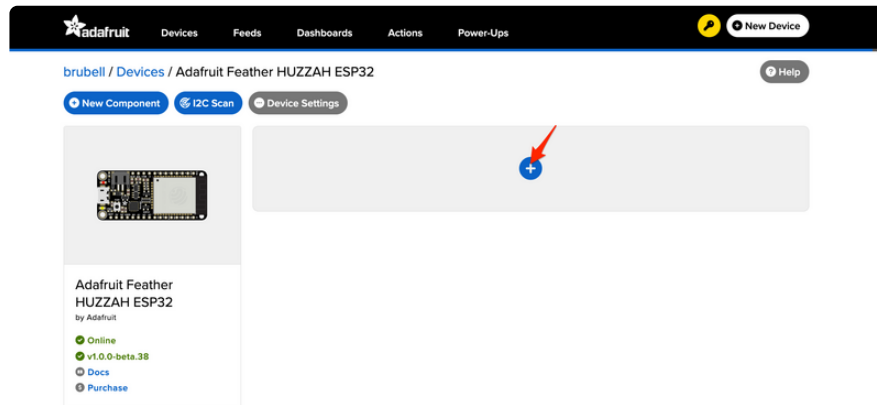 adafruit Devices Feeds Dashboards Actions Power-Ups New Device
brubell / Devices / Adafruit Feather HUZZAH ESP32 Help
New Component I2C Scan Device Settings
Adafruit Feather
HUZZAH ESP32
by Adafruit
Online
v1.0.0-beta.38
Docs
Purchase